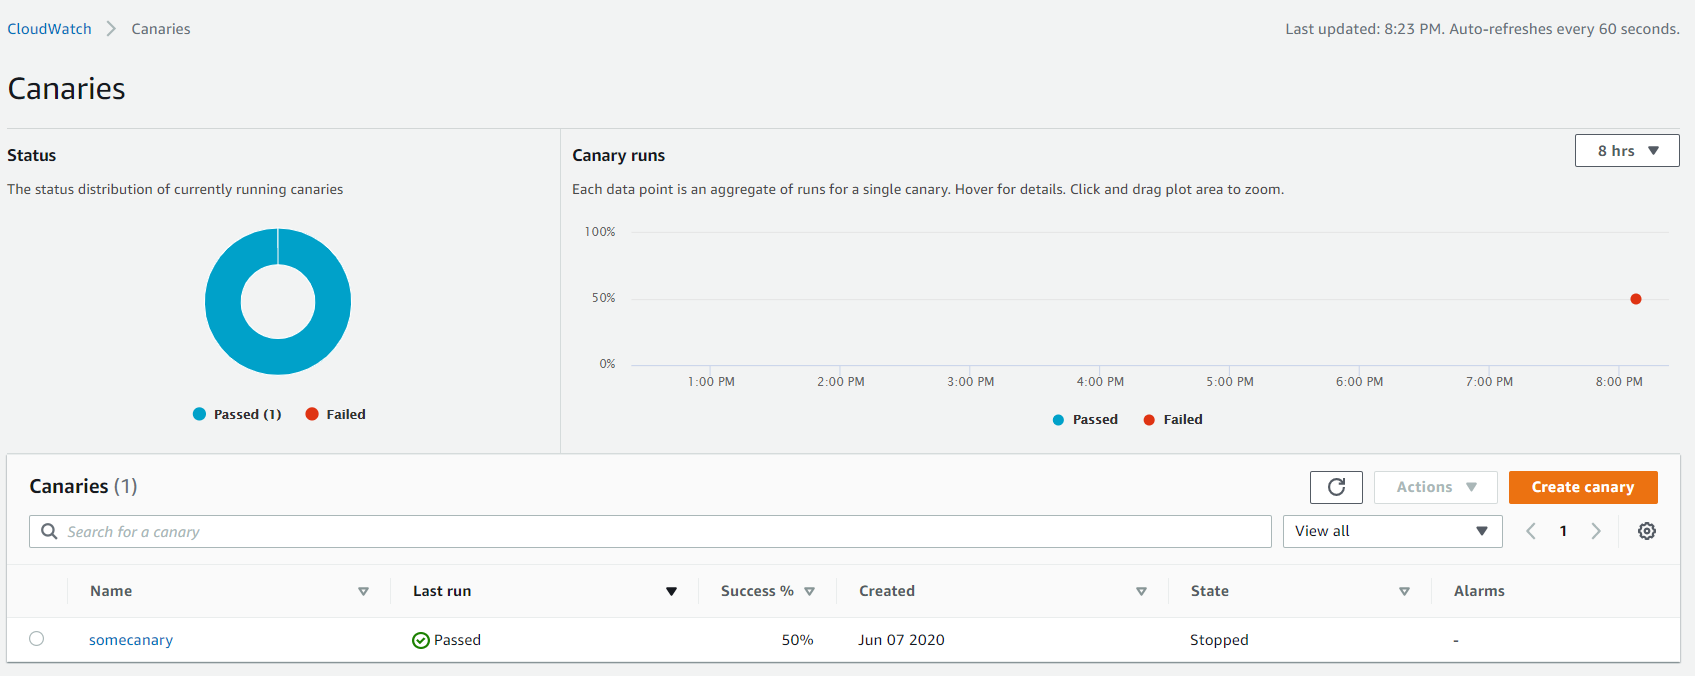 CloudWatch > Canaries
Last updated: 8:23 PM. Auto-refreshes every 60 seconds.
Canaries
Status
The status distribution of currently running canaries
Passed (1) Failed
Canary runs
8 hrs
Each data point is an aggregate of runs for a single canary. Hover for details. Click and drag plot area to zoom.
100%
50%
0%
1:00 PM 2:00 PM 3:00 PM 4:00 PM 5:00 PM 6:00 PM 7:00 PM 8:00 PM
Passed Failed
Canaries (1)
Actions
Create canary
Search for a canary
View all
1
Name Last run Success % Created State Alarms
somecanary Passed 50% Jun 07 2020 Stopped -